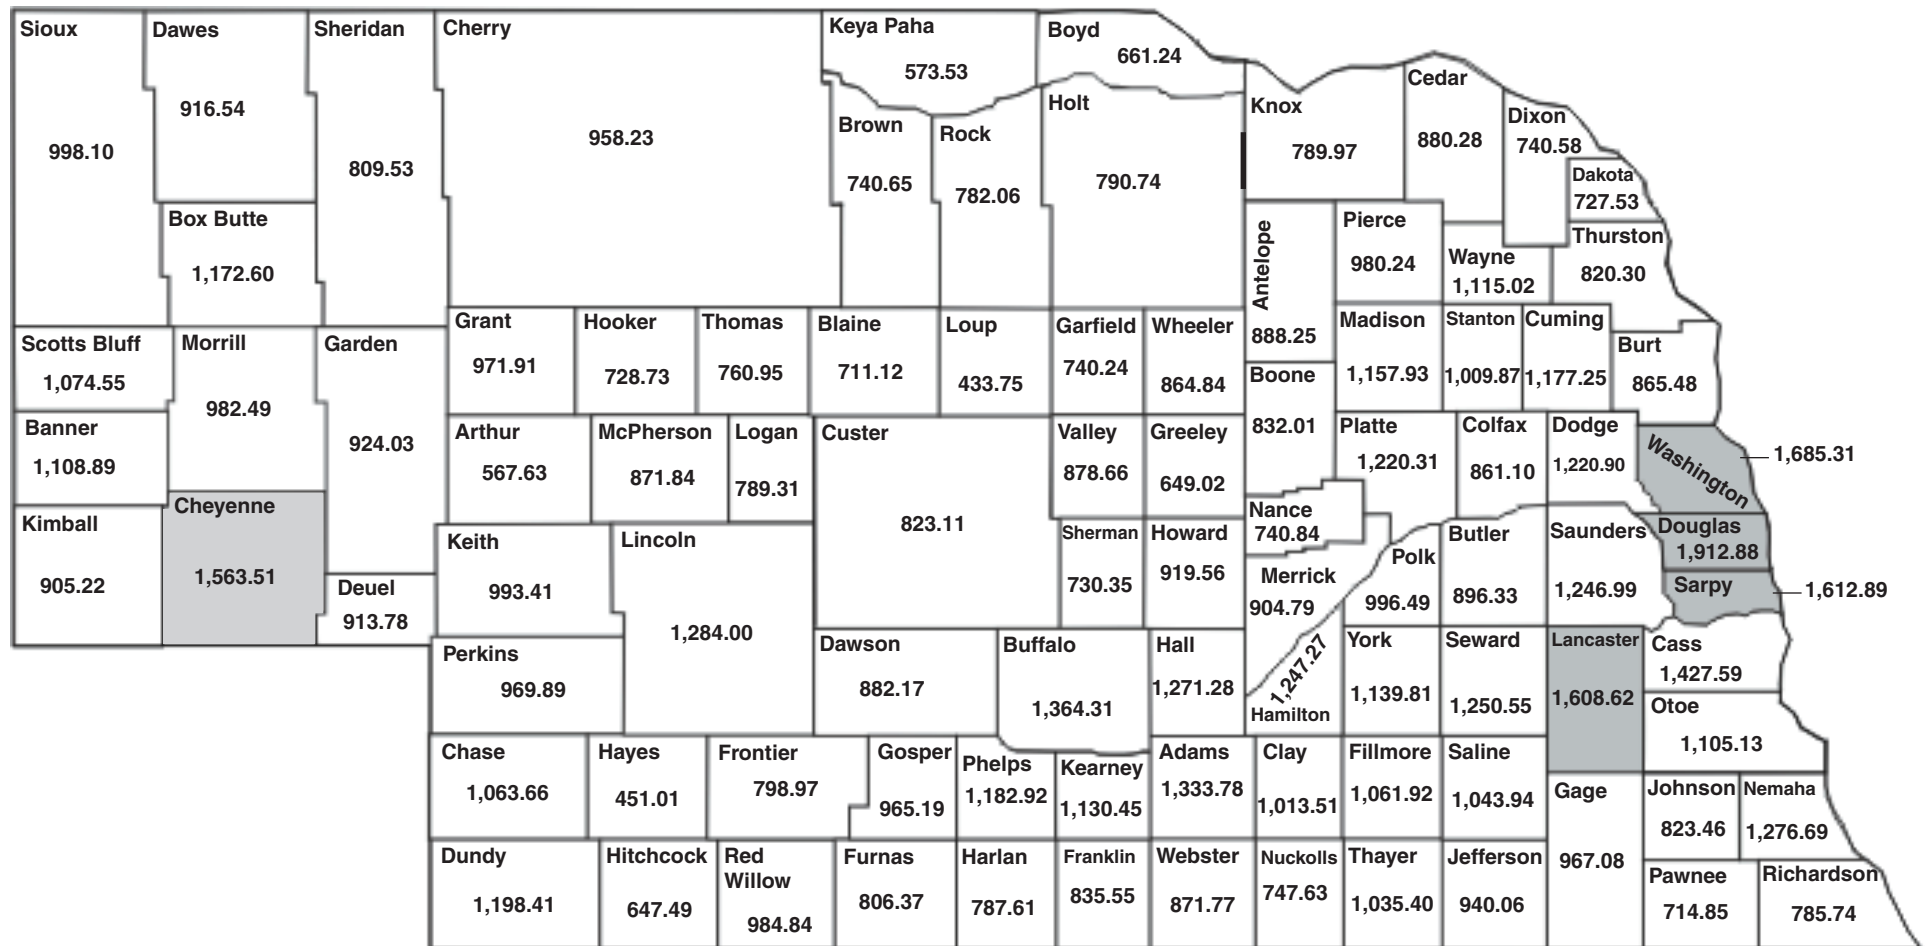 Sioux
998.10
Dawes
916.54
Sheridan
809.53
Cherry
958.23
Keya Paha
573.53
Boyd
661.24
Brown
740.65
Rock
782.06
Holt
790.74
Knox
789.97
Cedar
880.28
Dixon
740.58
Dakota
727.53
Box Butte
1,172.60
Antelope
888.25
Pierce
980.24
Wayne
1,115.02
Thurston
820.30
Scotts Bluff
1,074.55
Morrill
982.49
Garden
924.03
Grant
971.91
Hooker
728.73
Thomas
760.95
Blaine
711.12
Loup
433.75
Garfield
740.24
Wheeler
864.84
Boone
832.01
Madison
1,157.93
Stanton
1,009.87
Cuming
1,177.25
Burt
865.48
Banner
1,108.89
Arthur
567.63
McPherson
871.84
Logan
789.31
Custer
823.11
Valley
878.66
Greeley
649.02
Platte
1,220.31
Colfax
861.10
Dodge
1,220.90
Washington
1,685.31
Kimball
905.22
Cheyenne
1,563.51
Deuel
913.78
Keith
993.41
Lincoln
1,284.00
Sherman
730.35
Howard
919.56
Nance
740.84
Merrick
904.79
Polk
996.49
Butler
896.33
Saunders
1,246.99
Douglas
1,912.88
Sarpy
1,612.89
Perkins
969.89
Dawson
882.17
Buffalo
1,364.31
Hall
1,271.28
1,247.27
Hamilton
York
1,139.81
Seward
1,250.55
Lancaster
1,608.62
Cass
1,427.59
Otoe
1,105.13
Chase
1,063.66
Hayes
451.01
Frontier
798.97
Gosper
965.19
Phelps
1,182.92
Kearney
1,130.45
Adams
1,333.78
Clay
1,013.51
Fillmore
1,061.92
Saline
1,043.94
Gage
967.08
Johnson
823.46
Nemaha
1,276.69
Dundy
1,198.41
Hitchcock
647.49
Red
Willow
984.84
Furnas
806.37
Harlan
787.61
Franklin
835.55
Webster
871.77
Nuckolls
747.63
Thayer
1,035.40
Jefferson
940.06
Pawnee
714.85
Richardson
785.74